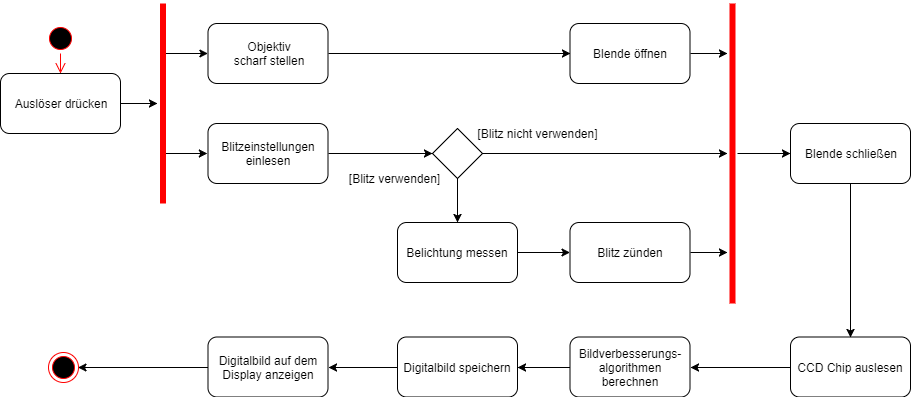 Auslöser drücken
Objektiv
scharf stellen
Blende öffnen
Blitzeinstellungen
einlesen
[Blitz nicht verwenden]
[Blitz verwenden]
Blende schließen
Belichtung messen
Blitz zünden
Digitalbild auf dem
Display anzeigen
Digitalbild speichern
Bildverbesserungs-
algorithmen
berechnen
CCD Chip auslesen